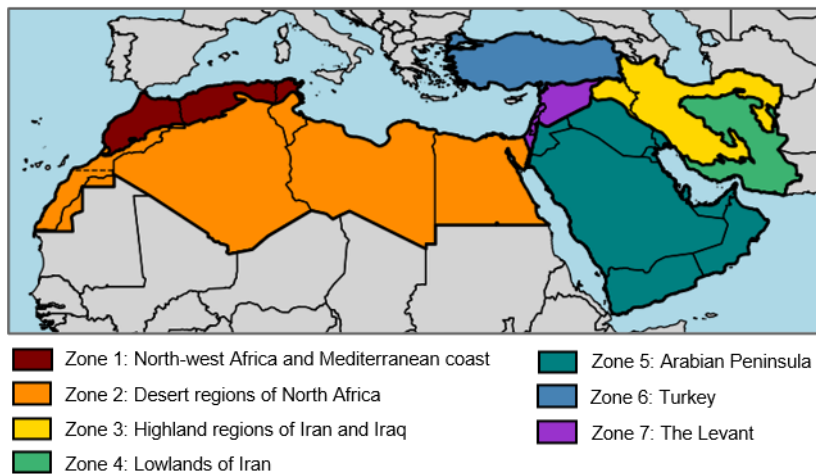 Zone 1: North-west Africa and Mediterranean coast
Zone 2: Desert regions of North Africa
Zone 3: Highland regions of Iran and Iraq
Zone 4: Lowlands of Iran
Zone 5: Arabian Peninsula
Zone 6: Turkey
Zone 7: The Levant